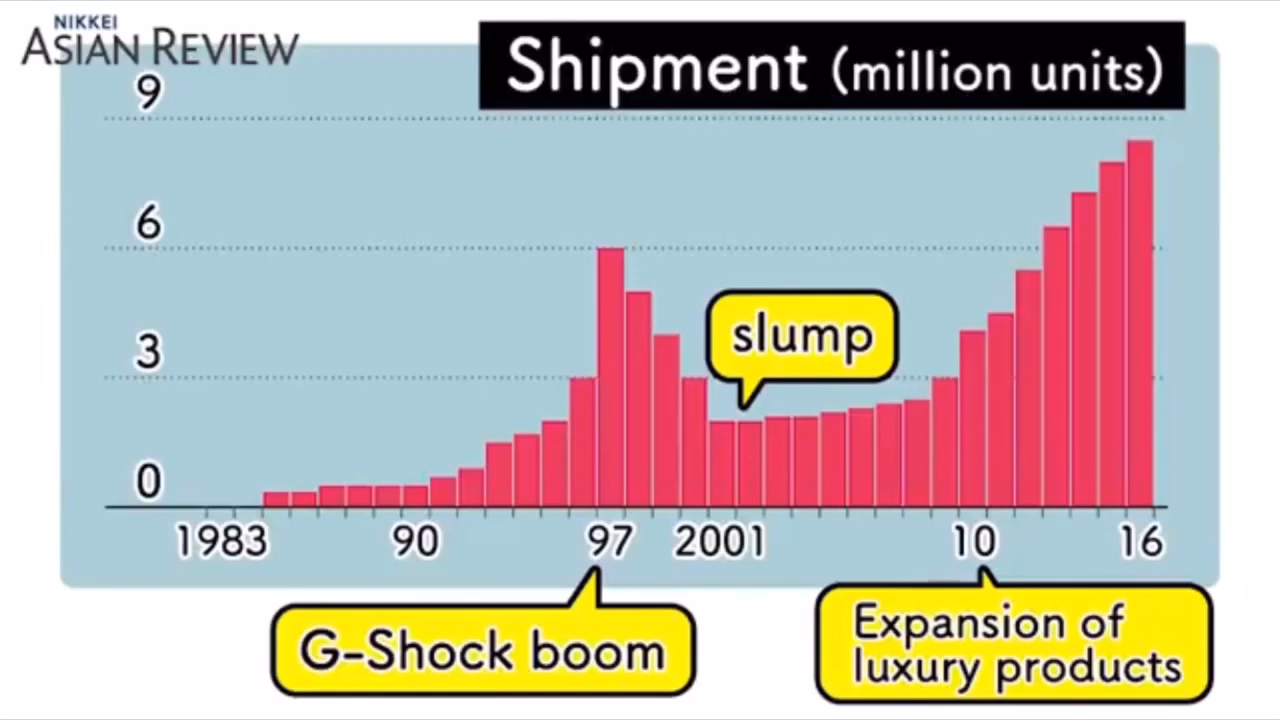 NIKKEI
ASIAN REVIEW
Shipment (million units)
9
6
3
0
slump
1983 90 97 2001 10 16
G-Shock boom
Expansion of
luxury products